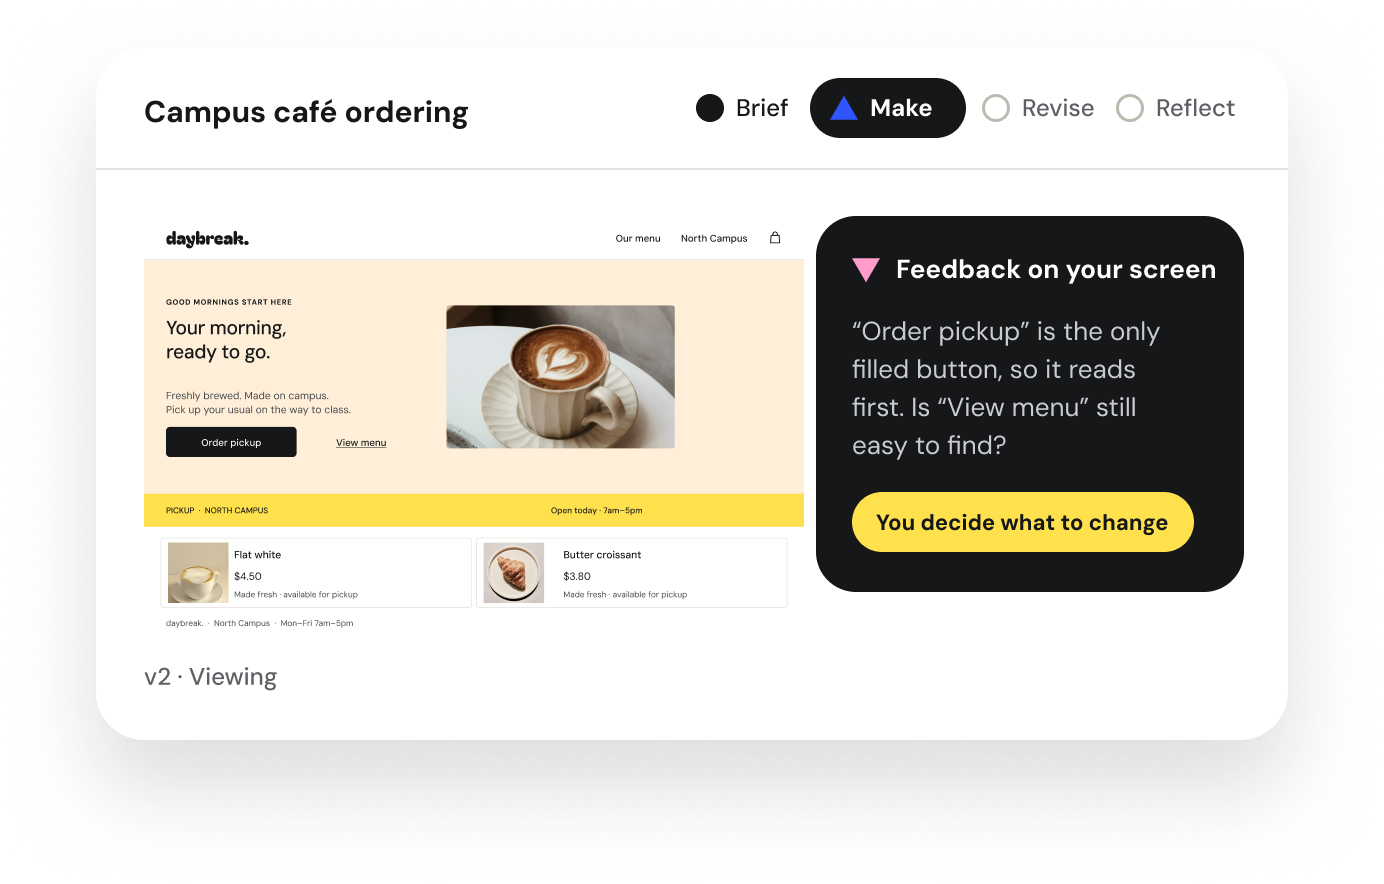 Campus café ordering
Brief
Make
Revise
Reflect
daybreak.
Our menu
North Campus
GOOD MORNINGS START HERE
Your morning,
ready to go.
Freshly brewed. Made on campus.
Pick up your usual on the way to class.
Order pickup
View menu
PICKUP · NORTH CAMPUS
Open today · 7am–5pm
Flat white
$4.50
Made fresh · available for pickup
Butter croissant
$3.80
Made fresh · available for pickup
daybreak. · North Campus · Mon–Fri 7am–5pm
v2 · Viewing
Feedback on your screen
“Order pickup” is the only
filled button, so it reads
first. Is “View menu” still
easy to find?
You decide what to change